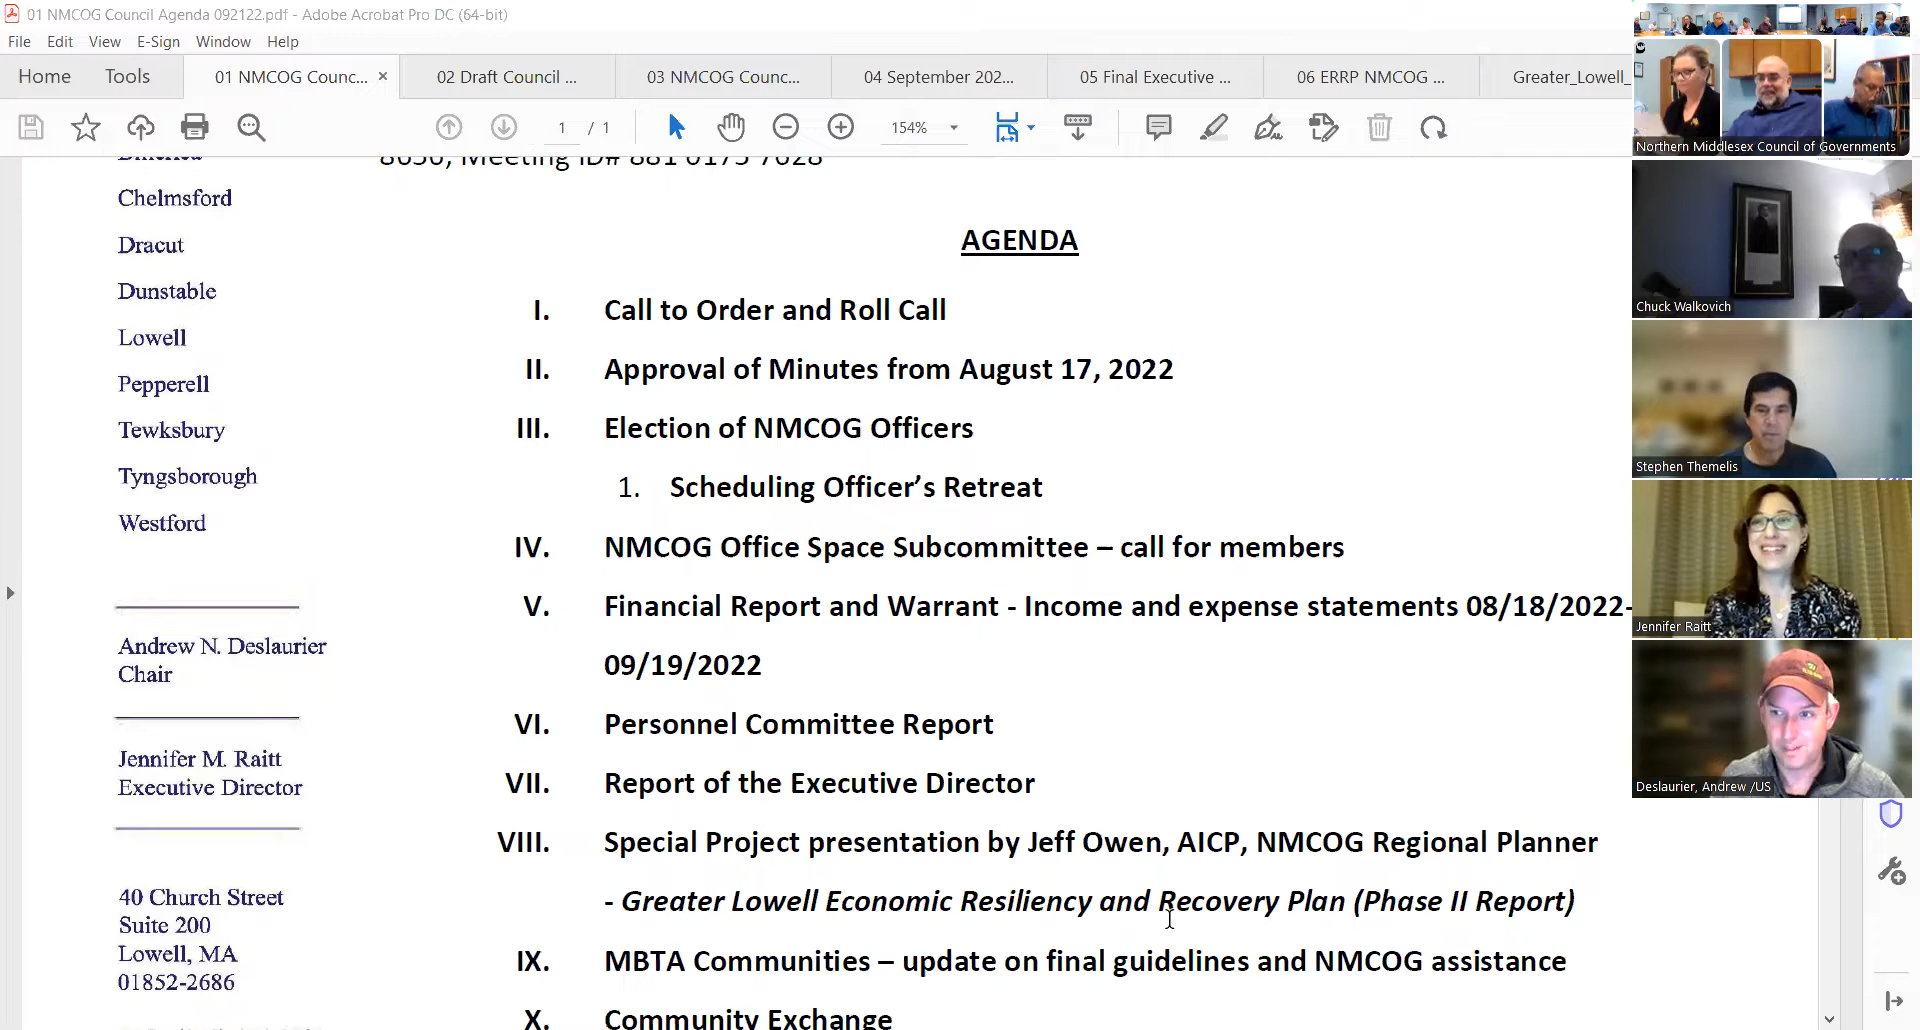 01 NMCOG Council Agenda 092122.pdf - Adobe Acrobat Pro DC (64-bit)
File Edit View E-Sign Window Help
Home Tools 01 NMCOG Counc... × 02 Draft Council ... 03 NMCOG Counc... 04 September 202... 05 Final Executive ... 06 ERRP NMCOG ... Greater_Lowell_
1 / 1 154%
8656, Meeting ID# 881 0175 7628
Billerica
Chelmsford
Dracut
Dunstable
Lowell
Pepperell
Tewksbury
Tyngsborough
Westford
Andrew N. Deslaurier
Chair
Jennifer M. Raitt
Executive Director
40 Church Street
Suite 200
Lowell, MA
01852-2686
AGENDA
I. Call to Order and Roll Call
II. Approval of Minutes from August 17, 2022
III. Election of NMCOG Officers
1. Scheduling Officer’s Retreat
IV. NMCOG Office Space Subcommittee – call for members
V. Financial Report and Warrant - Income and expense statements 08/18/2022-
09/19/2022
VI. Personnel Committee Report
VII. Report of the Executive Director
VIII. Special Project presentation by Jeff Owen, AICP, NMCOG Regional Planner
- Greater Lowell Economic Resiliency and Recovery Plan (Phase II Report)
IX. MBTA Communities – update on final guidelines and NMCOG assistance
X. Community Exchange
Northern Middlesex Council of Governments
Chuck Walkovich
Stephen Themelis
Jennifer Raitt
Deslaurier, Andrew /US